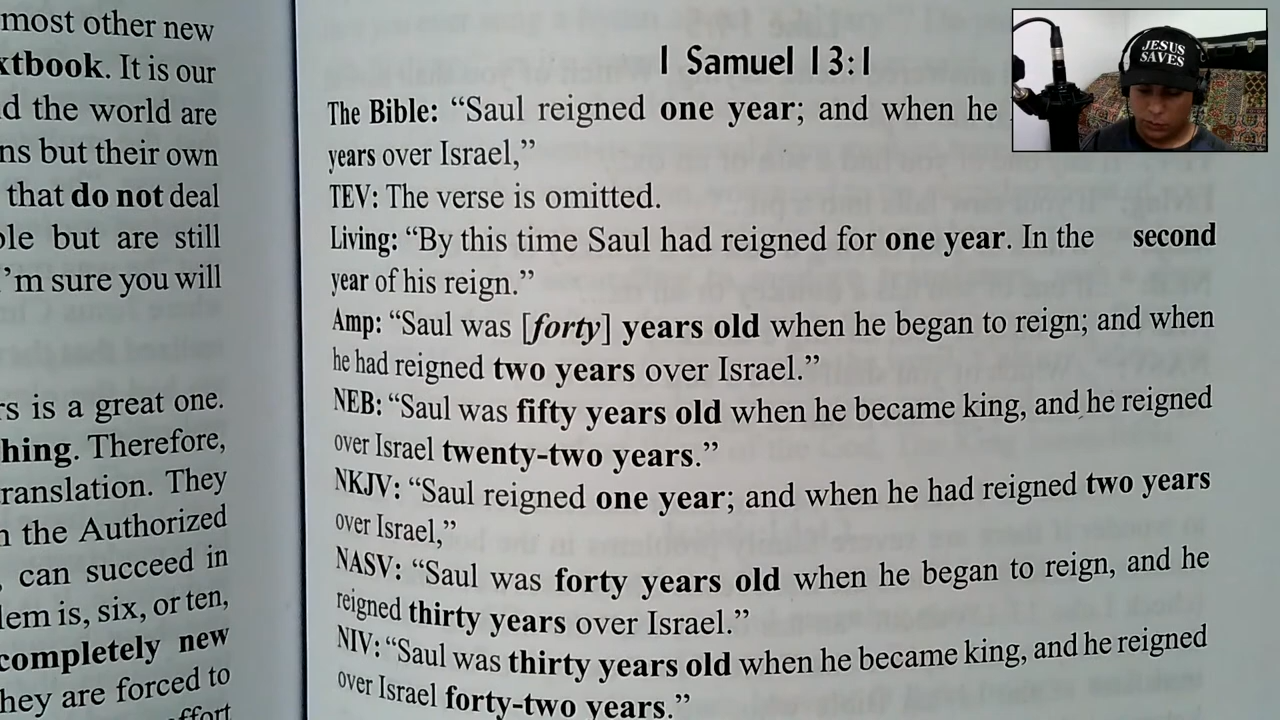 most other new
xtbook. It is our
d the world are
ns but their own
that do not deal
ble but are still
'm sure you will
rs is a great one.
hing. Therefore,
ranslation. They
n the Authorized
, can succeed in
lem is, six, or ten,
completely new
hey are forced to
effort
1 Samuel 13:1
The Bible: “Saul reigned one year; and when he
years over Israel,”
TEV: The verse is omitted.
Living: “By this time Saul had reigned for one year. In the second
year of his reign.”
Amp: “Saul was [forty] years old when he began to reign; and when
he had reigned two years over Israel.”
NEB: “Saul was fifty years old when he became king, and he reigned
over Israel twenty-two years.”
NKJV: “Saul reigned one year; and when he had reigned two years
over Israel,”
NASV: “Saul was forty years old when he began to reign, and he
reigned thirty years over Israel.”
NIV: “Saul was thirty years old when he became king, and he reigned
over Israel forty-two years.”
JESUS
SAVES